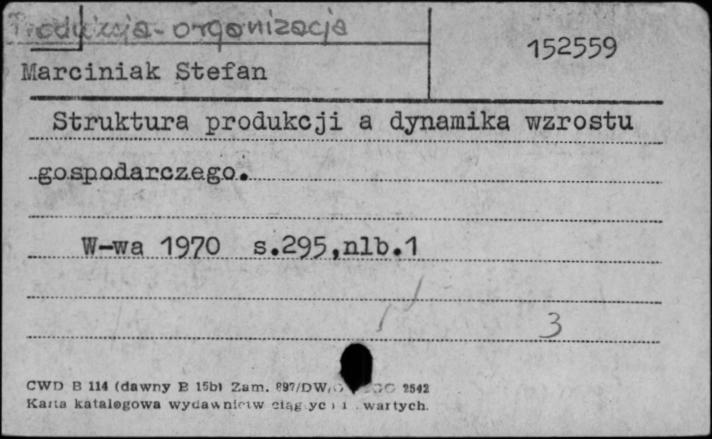 Produkcja - organizacja
152559
Marciniak Stefan
Struktura produkcji a dynamika wzrostu
gospodarczego.
W-wa 1970 s.295,nlb.1
3
CWD B 114 (dawny B 15b) Zam. 897/DW 2542
Karta katalogowa wydawnictw wartych.